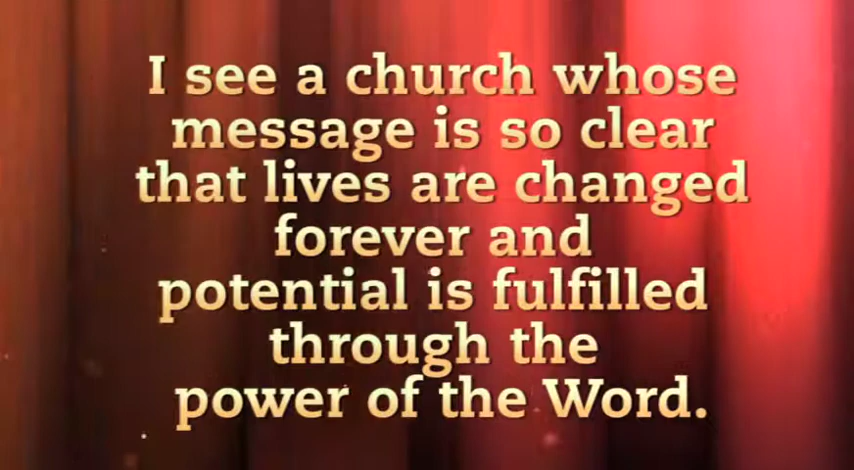 I see a church whose
message is so clear
that lives are changed
forever and
potential is fulfilled
through the
power of the Word.